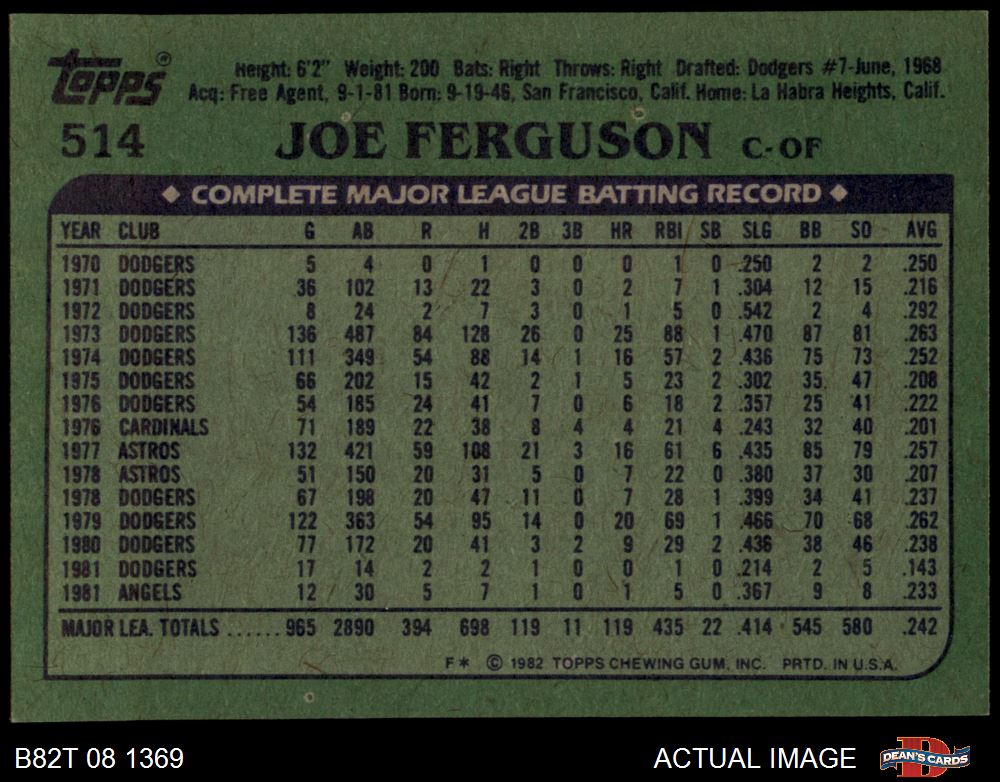 Topps®
Height: 6'2" Weight: 200 Bats: Right Throws: Right Drafted: Dodgers #7-June, 1968
Acq: Free Agent, 9-1-81 Born: 9-19-46, San Francisco, Calif. Home: La Habra Heights, Calif.
514 JOE FERGUSON C-OF
◆ COMPLETE MAJOR LEAGUE BATTING RECORD ◆
YEAR CLUB G AB R H 2B 3B HR RBI SB SLG BB SO AVG
1970 DODGERS 5 4 0 1 0 0 0 1 0 .250 2 2 .250
1971 DODGERS 36 102 13 22 3 0 2 7 1 .304 12 15 .216
1972 DODGERS 8 24 2 7 3 0 1 5 0 .542 2 4 .292
1973 DODGERS 136 487 84 128 26 0 25 88 1 .470 87 81 .263
1974 DODGERS 111 349 54 88 14 1 16 57 2 .436 75 73 .252
1975 DODGERS 66 202 15 42 2 1 5 23 2 .302 35 47 .208
1976 DODGERS 54 185 24 41 7 0 6 18 2 .357 25 41 .222
1976 CARDINALS 71 189 22 38 8 4 4 21 4 .243 32 40 .201
1977 ASTROS 132 421 59 108 21 3 16 61 6 .435 85 79 .257
1978 ASTROS 51 150 20 31 5 0 7 22 0 .380 37 30 .207
1978 DODGERS 67 198 20 47 11 0 7 28 1 .399 34 41 .237
1979 DODGERS 122 363 54 95 14 0 20 69 1 .466 70 68 .262
1980 DODGERS 77 172 20 41 3 2 9 29 2 .436 38 46 .238
1981 DODGERS 17 14 2 2 1 0 0 1 0 .214 2 5 .143
1981 ANGELS 12 30 5 7 1 0 1 5 0 .367 9 8 .233
MAJOR LEA. TOTALS ...... 965 2890 394 698 119 11 119 435 22 .414 545 580 .242
F* © 1982 TOPPS CHEWING GUM, INC. PRTD. IN U.S.A.
B82T 08 1369 ACTUAL IMAGE DEAN'S CARDS